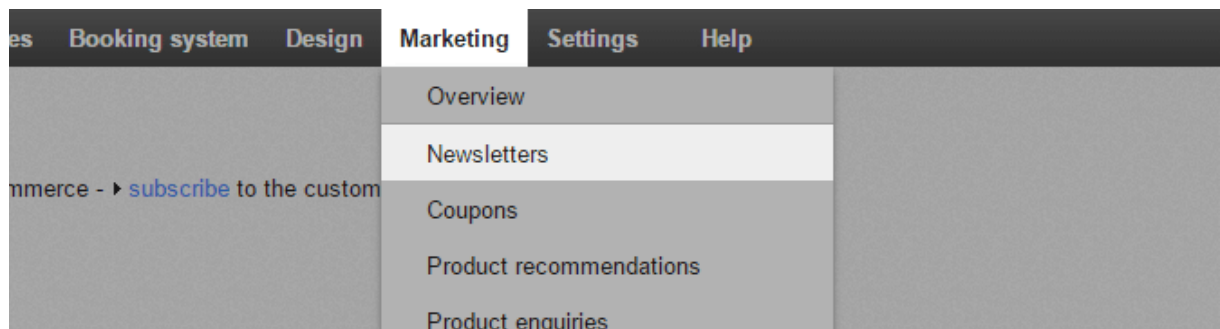 es Booking system Design Marketing Settings Help
Overview
Newsletters
mmerce - ‣ subscribe to the custom
Coupons
Product recommendations
Product enquiries